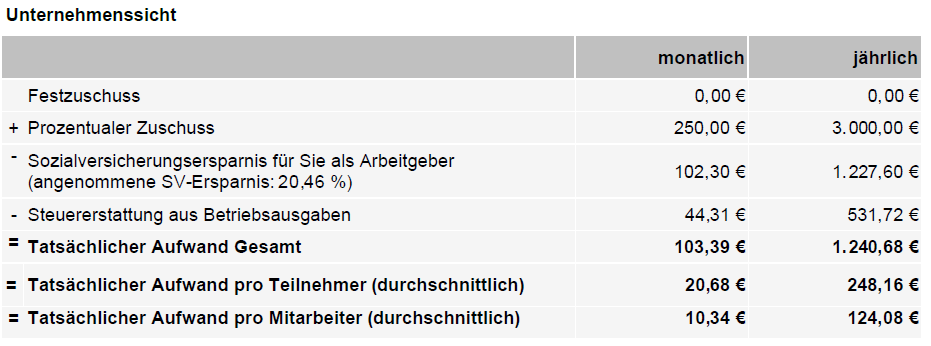 Unternehmenssicht
monatlich jährlich
Festzuschuss 0,00 € 0,00 €
+ Prozentualer Zuschuss 250,00 € 3.000,00 €
- Sozialversicherungsersparnis für Sie als Arbeitgeber
(angenommene SV-Ersparnis: 20,46 %) 102,30 € 1.227,60 €
- Steuererstattung aus Betriebsausgaben 44,31 € 531,72 €
= Tatsächlicher Aufwand Gesamt 103,39 € 1.240,68 €
= Tatsächlicher Aufwand pro Teilnehmer (durchschnittlich) 20,68 € 248,16 €
= Tatsächlicher Aufwand pro Mitarbeiter (durchschnittlich) 10,34 € 124,08 €